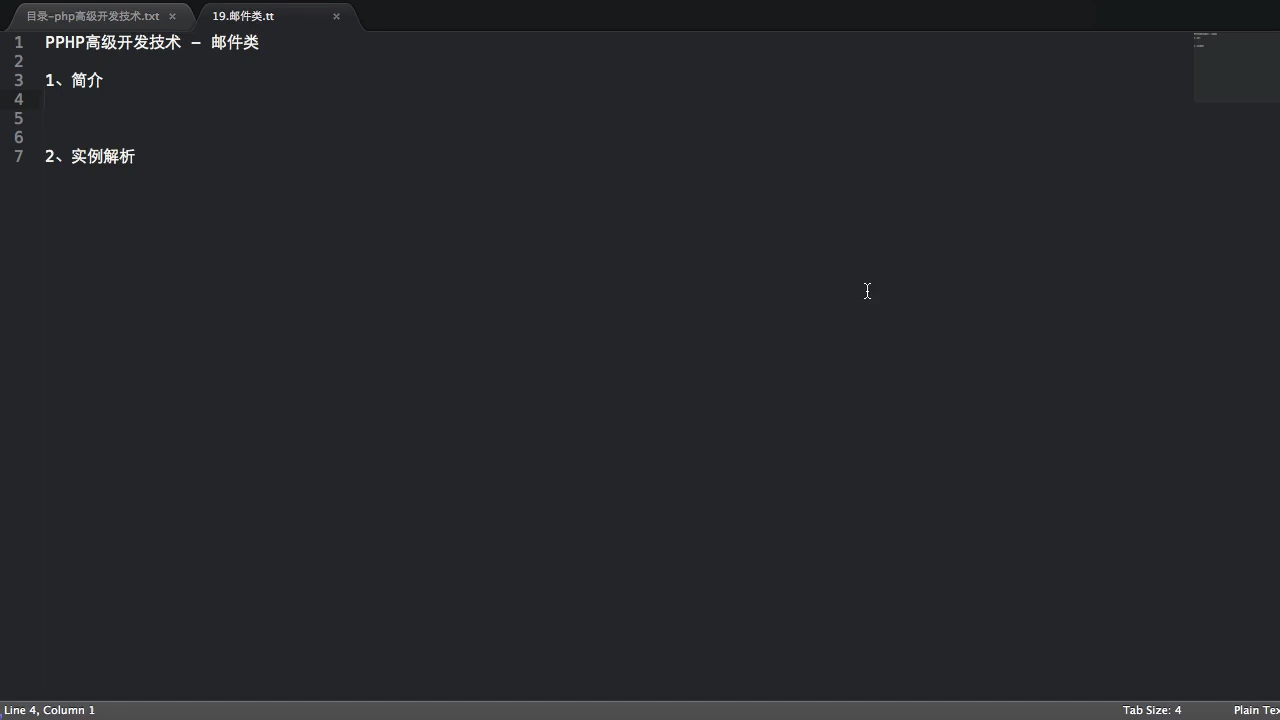 目录-php高级开发技术.txt ×
19.邮件类.tt ×
1 PPHP高级开发技术 - 邮件类
2
3 1、简介
4
5
6
7 2、实例解析
Line 4, Column 1
Tab Size: 4
Plain Tex